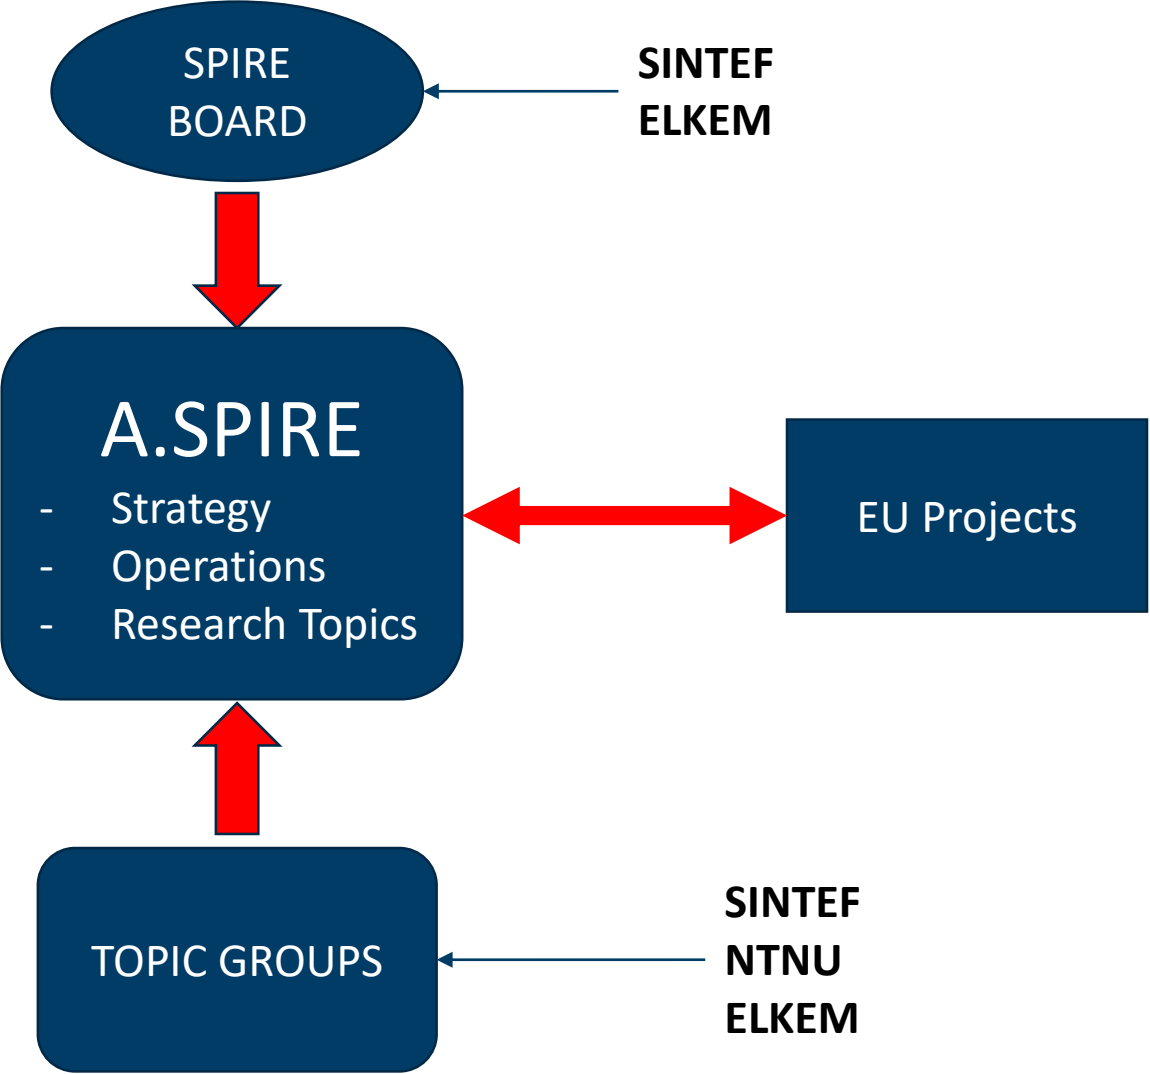 SPIRE
BOARD
SINTEF
ELKEM
A.SPIRE
- Strategy
- Operations
- Research Topics
EU Projects
TOPIC GROUPS
SINTEF
NTNU
ELKEM